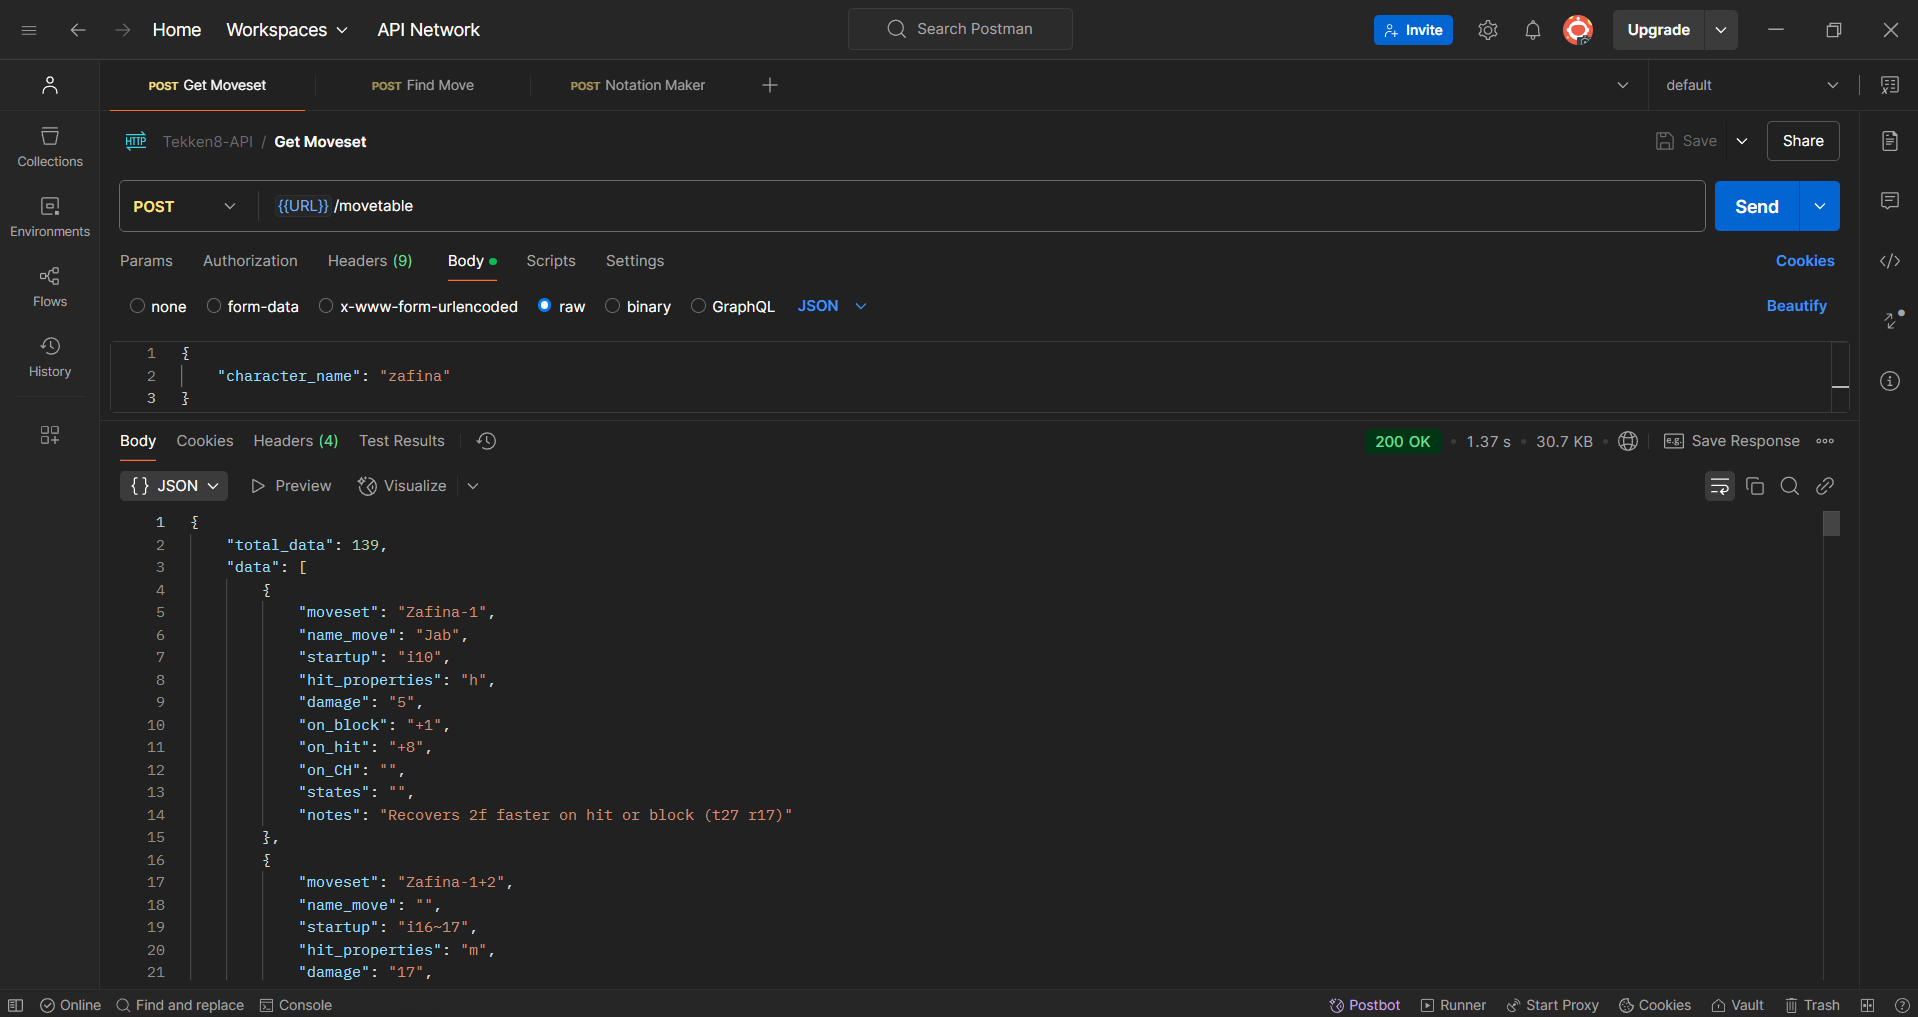 Home Workspaces API Network Search Postman Invite Upgrade
POST Get Moveset POST Find Move POST Notation Maker default
Collections
Environments
Flows
History
HTTP Tekken8-API / Get Moveset Save Share
POST {{URL}} /movetable Send
Params Authorization Headers (9) Body Scripts Settings Cookies
none form-data x-www-form-urlencoded raw binary GraphQL JSON Beautify
1 {
2 "character_name": "zafina"
3 }
Body Cookies Headers (4) Test Results 200 OK • 1.37 s • 30.7 KB • e.g. Save Response
{} JSON Preview Visualize
1 {
2 "total_data": 139,
3 "data": [
4 {
5 "moveset": "Zafina-1",
6 "name_move": "Jab",
7 "startup": "i10",
8 "hit_properties": "h",
9 "damage": "5",
10 "on_block": "+1",
11 "on_hit": "+8",
12 "on_CH": "",
13 "states": "",
14 "notes": "Recovers 2f faster on hit or block (t27 r17)"
15 },
16 {
17 "moveset": "Zafina-1+2",
18 "name_move": "",
19 "startup": "i16~17",
20 "hit_properties": "m",
21 "damage": "17",
Online Find and replace Console Postbot Runner Start Proxy Cookies Vault Trash